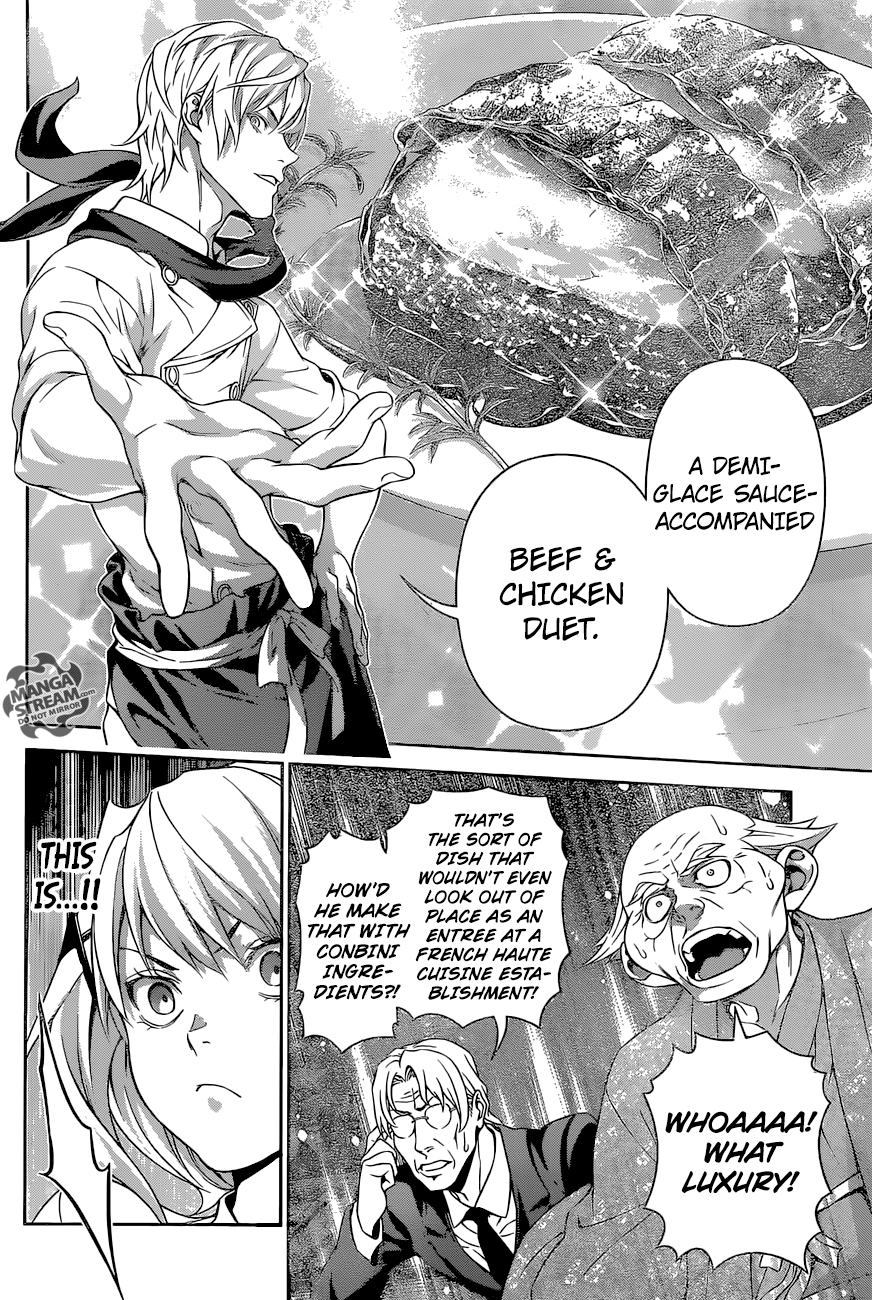 A DEMI-
GLACE SAUCE-
ACCOMPANIED
BEEF &
CHICKEN
DUET.
MANGA
STREAM.com
DO NOT MIRROR
WHOAAAA!
WHAT
LUXURY!
THAT'S
THE SORT OF
DISH THAT
WOULDN'T EVEN
LOOK OUT OF
PLACE AS AN
ENTREE AT A
FRENCH HAUTE
CUISINE ESTA-
BLISHMENT!
HOW'D
HE MAKE
THAT WITH
CONBINI
INGRE-
DIENTS?!
THIS
IS...!!